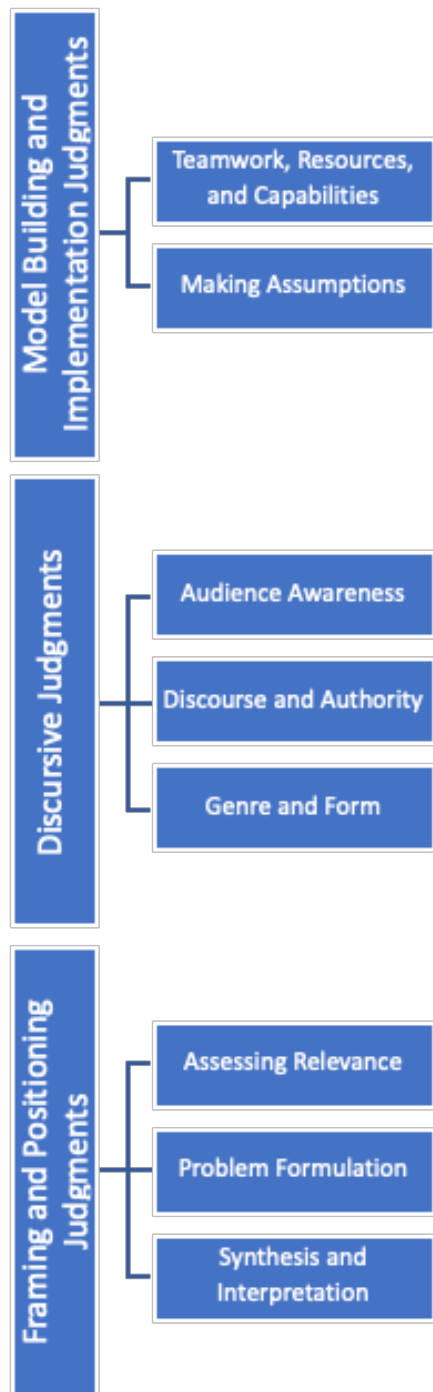 Model Building and
Implementation Judgments
Teamwork, Resources,
and Capabilities
Making Assumptions
Discursive Judgments
Audience Awareness
Discourse and Authority
Genre and Form
Framing and Positioning
Judgments
Assessing Relevance
Problem Formulation
Synthesis and
Interpretation